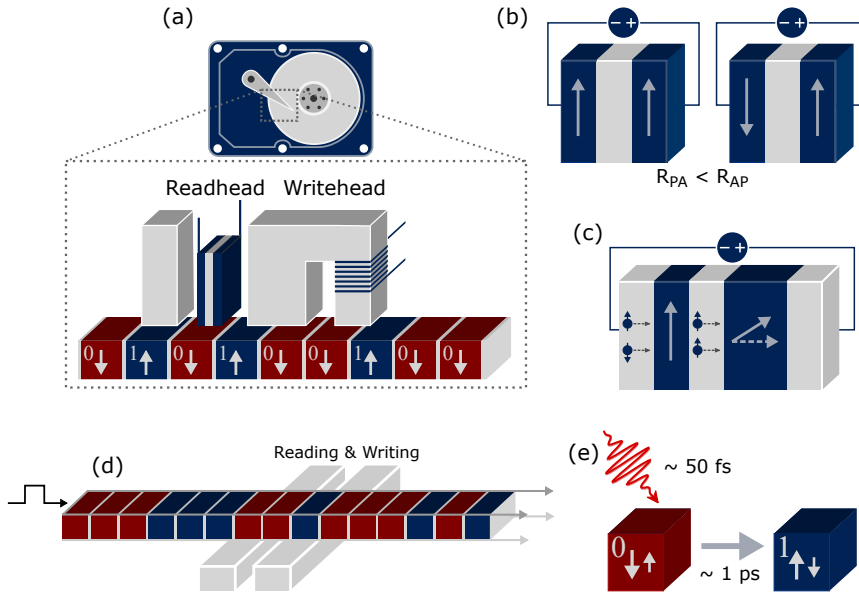 (a)
Readhead Writehead
0 1 0 1 0 0 1 0 0
(b)
- + - +
R_PA < R_AP
(c)
- +
(d)
Reading & Writing
(e)
~ 50 fs
0 1
~ 1 ps